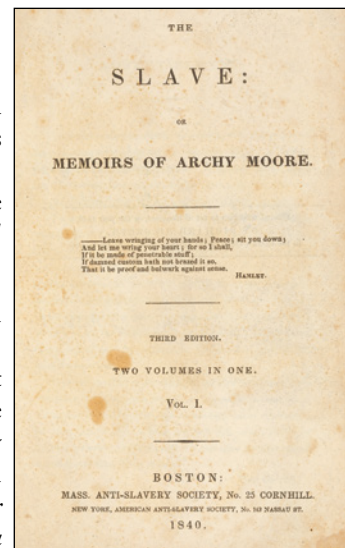 THE
SLAVE:
OR
MEMOIRS OF ARCHY MOORE.
——Leave wringing of your hands; Peace; sit you down;
And let me wring your heart; for so I shall,
If it be made of penetrable stuff;
If damned custom hath not brazed it so,
That it be proof and bulwark against sense.
HAMLET.
THIRD EDITION.
TWO VOLUMES IN ONE.
VOL. I.
BOSTON:
MASS. ANTI-SLAVERY SOCIETY, No. 25 CORNHILL.
NEW YORK, AMERICAN ANTI-SLAVERY SOCIETY, No. 143 NASSAU ST.
1840.